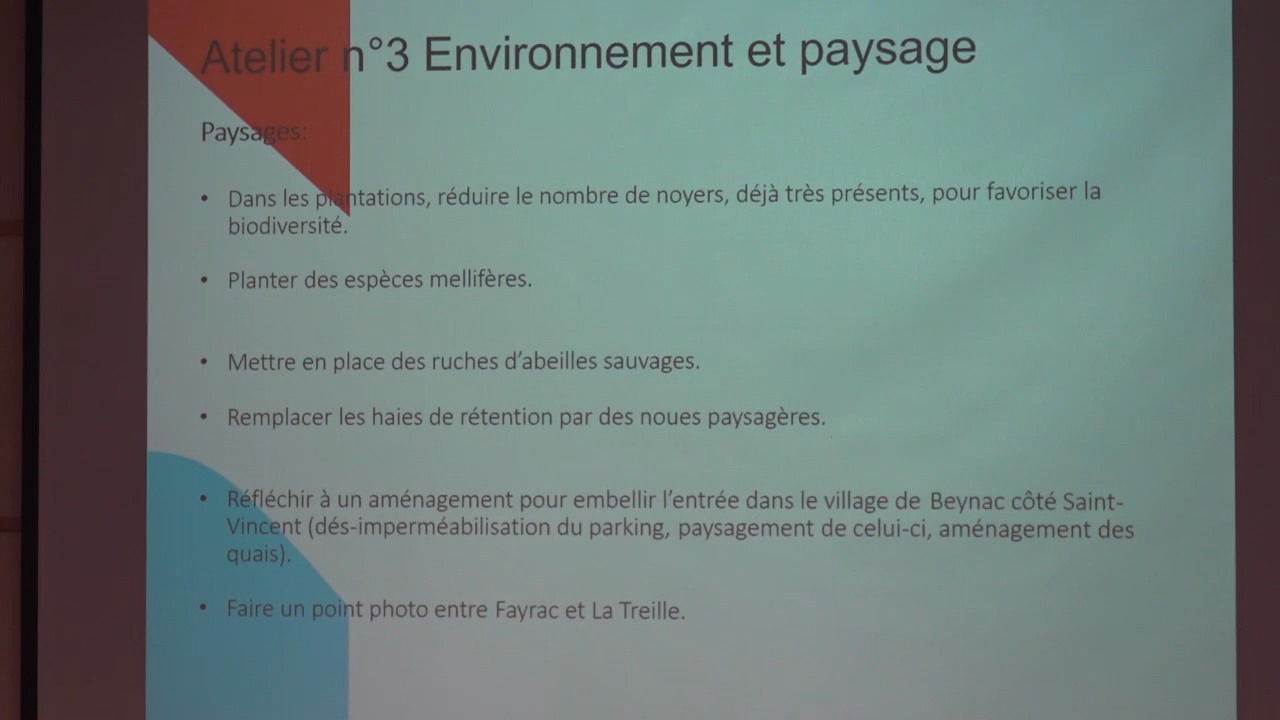 Atelier n°3 Environnement et paysage
Paysages:
• Dans les plantations, réduire le nombre de noyers, déjà très présents, pour favoriser la
biodiversité.
• Planter des espèces mellifères.
• Mettre en place des ruches d’abeilles sauvages.
• Remplacer les haies de rétention par des noues paysagères.
• Réfléchir à un aménagement pour embellir l’entrée dans le village de Beynac côté Saint-
Vincent (dés-imperméabilisation du parking, paysagement de celui-ci, aménagement des
quais).
• Faire un point photo entre Fayrac et La Treille.